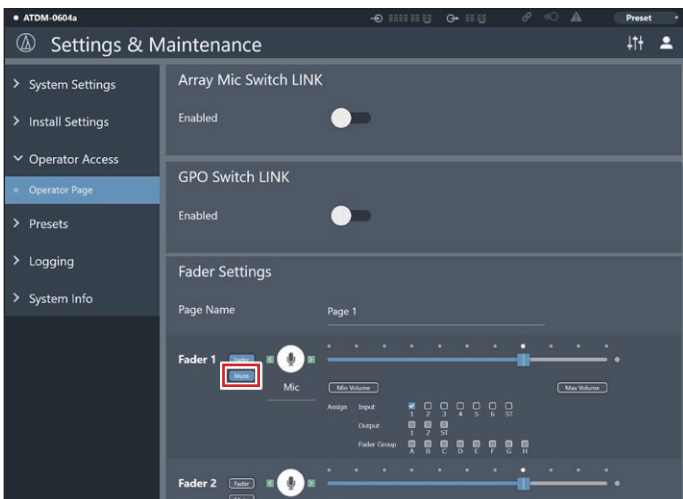 ATDM-0604a
Preset
Settings & Maintenance
System Settings
Install Settings
Operator Access
Operator Page
Presets
Logging
System Info
Array Mic Switch LINK
Enabled
GPO Switch LINK
Enabled
Fader Settings
Page Name Page 1
Fader 1 Fader
Mute
Mic
Min Volume Max Volume
Assign Input 1 2 3 4 5 6 ST
Output 1 2 ST
Fader Group A B C D E F G H
Fader 2 Fader